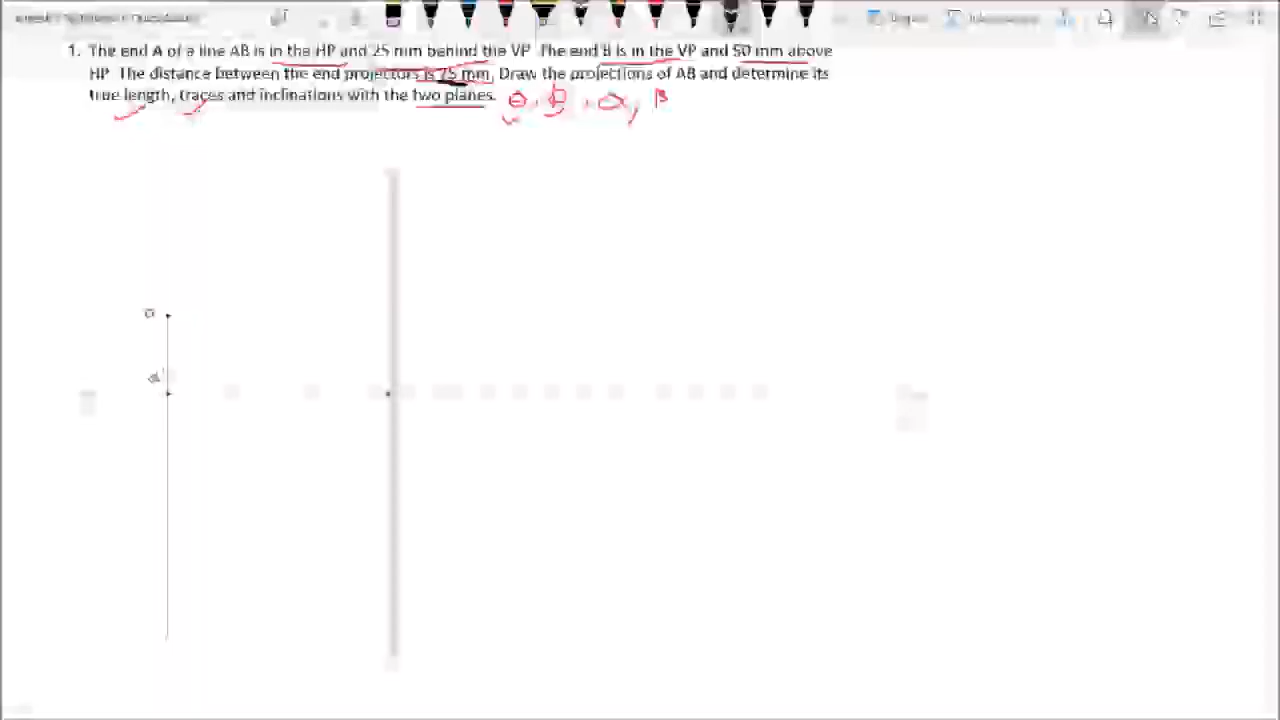 1. The end A of a line AB is in the HP and 25 mm behind the VP. The end B is in the VP and 50 mm above
HP. The distance between the end projectors is 75 mm. Draw the projections of AB and determine its
true length, traces and inclinations with the two planes. θ, Φ, α, β
a
a'